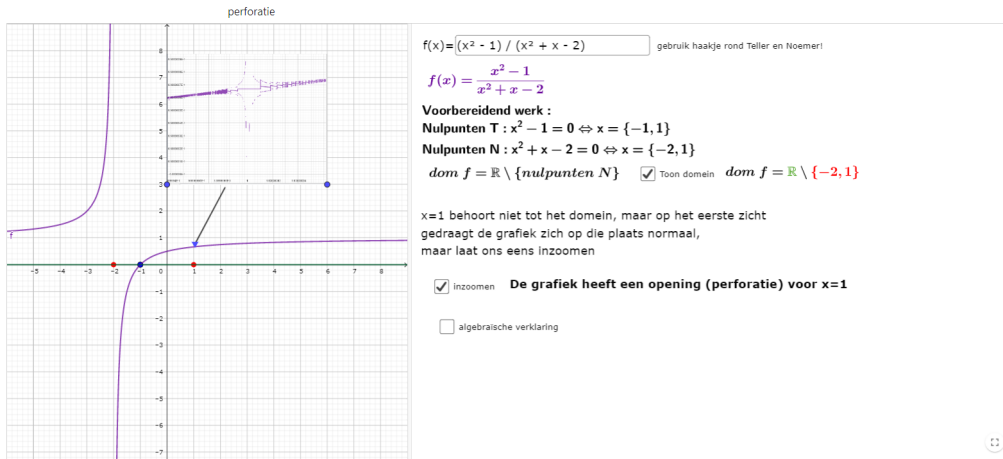 perforatie
f(x)= (x² - 1) / (x² + x - 2) gebruik haakje rond Teller en Noemer!
f(x) = x² − 1 / x² + x − 2
Voorbereidend werk :
Nulpunten T : x² − 1 = 0 ⇔ x = {−1, 1}
Nulpunten N : x² + x − 2 = 0 ⇔ x = {−2, 1}
dom f = ℝ \ {nulpunten N} Toon domein dom f = ℝ \ {−2, 1}
x=1 behoort niet tot het domein, maar op het eerste zicht
gedraagt de grafiek zich op die plaats normaal,
maar laat ons eens inzoomen
inzoomen De grafiek heeft een opening (perforatie) voor x=1
algebraïsche verklaring
8
7
6
5
4
3
2
1
f
-5 -4 -3 -2 -1 0 1 2 3 4 5 6 7 8
-1
-2
-3
-4
-5
-6
-7